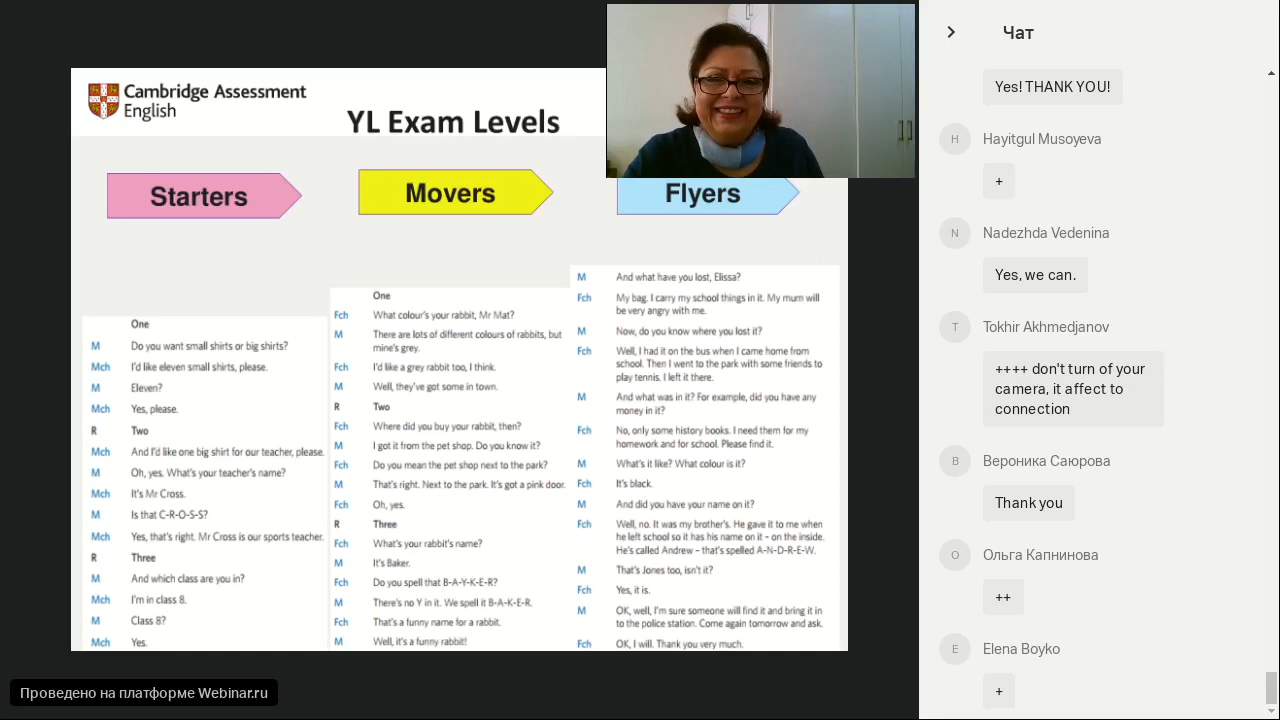 Cambridge Assessment
English
YL Exam Levels
Starters
Movers
Flyers
One
M Do you want small shirts or big shirts?
Mch I'd like eleven small shirts, please.
M Eleven?
Mch Yes, please.
R Two
Mch And I'd like one big shirt for our teacher, please.
M Oh, yes. What's your teacher's name?
Mch It's Mr Cross.
M Is that C-R-O-S-S?
Mch Yes, that's right. Mr Cross is our sports teacher.
R Three
M And which class are you in?
Mch I'm in class 8.
M Class 8?
Mch Yes.
One
Fch What colour's your rabbit, Mr Mat?
M There are lots of different colours of rabbits, but
mine's grey.
Fch I'd like a grey rabbit too, I think.
M Well, they've got some in town.
R Two
Fch Where did you buy your rabbit, then?
M I got it from the pet shop. Do you know it?
Fch Do you mean the pet shop next to the park?
M That's right. Next to the park. It's got a pink door.
Fch Oh, yes.
R Three
Fch What's your rabbit's name?
M It's Baker.
Fch Do you spell that B-A-Y-K-E-R?
M There's no Y in it. We spell it B-A-K-E-R.
Fch That's a funny name for a rabbit.
M Well, it's a funny rabbit!
M And what have you lost, Elissa?
Fch My bag. I carry my school things in it. My mum will
be very angry with me.
M Now, do you know where you lost it?
Fch Well, I had it on the bus when I came home from
school. Then I went to the park with some friends to
play tennis. I left it there.
M And what was in it? For example, did you have any
money in it?
Fch No, only some history books. I need them for my
homework and for school. Please find it.
M What's it like? What colour is it?
Fch It's black.
M And did you have your name on it?
Fch Well, no. It was my brother's. He gave it to me when
he left school so it has his name on it – on the inside.
He's called Andrew – that's spelled A-N-D-R-E-W.
M That's Jones too, isn't it?
Fch Yes, it is.
M OK, well, I'm sure someone will find it and bring it in
to the police station. Come again tomorrow and ask.
Fch OK, I will. Thank you very much.
Проведено на платформе Webinar.ru
Чат
Yes! THANK YOU!
H Hayitgul Musoyeva
+
N Nadezhda Vedenina
Yes, we can.
T Tokhir Akhmedjanov
++++ don't turn of your
camera, it affect to
connection
В Вероника Саюрова
Thank you
О Ольга Капнинова
++
E Elena Boyko
+